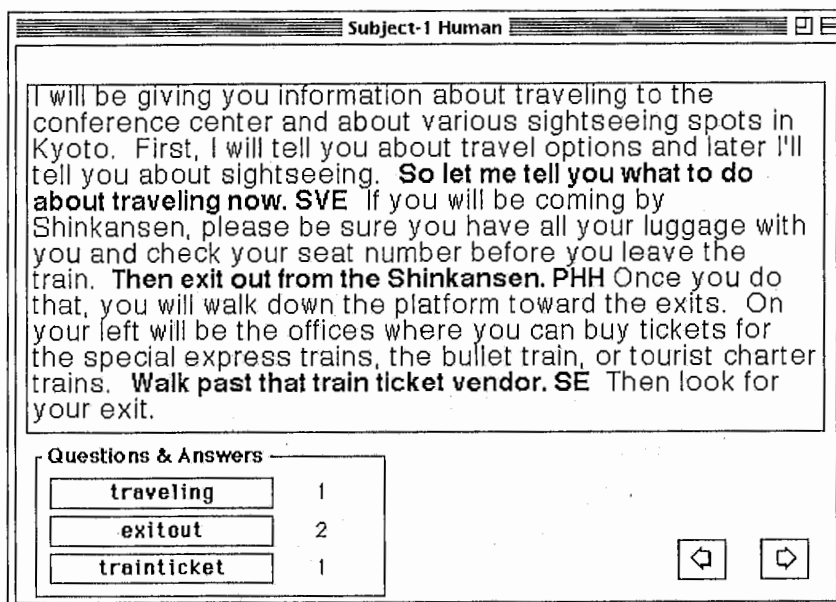 Subject-1 Human
I will be giving you information about traveling to the
conference center and about various sightseeing spots in
Kyoto.  First, I will tell you about travel options and later I'll
tell you about sightseeing.  So let me tell you what to do
about traveling now. SVE  If you will be coming by
Shinkansen, please be sure you have all your luggage with
you and check your seat number before you leave the
train.  Then exit out from the Shinkansen. PHH Once you do
that, you will walk down the platform toward the exits.  On
your left will be the offices where you can buy tickets for
the special express trains, the bullet train, or tourist charter
trains.  Walk past that train ticket vendor. SE  Then look for
your exit.
Questions & Answers
traveling 1
exitout 2
trainticket 1